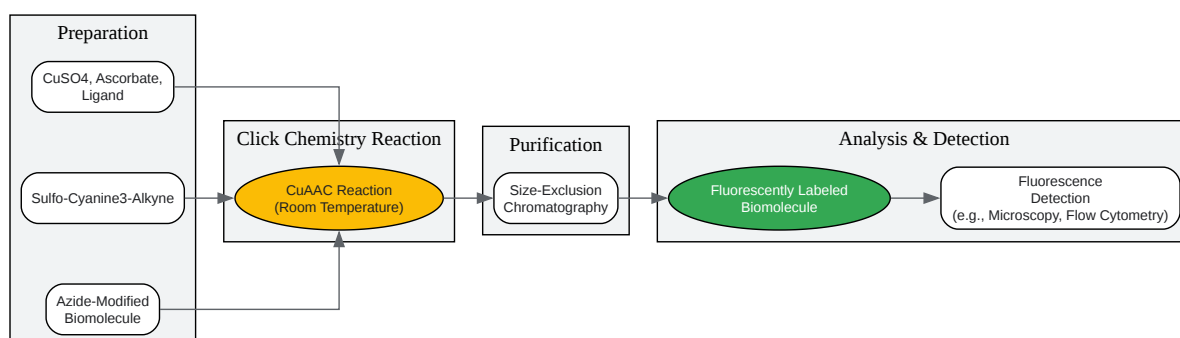 Preparation
CuSO4, Ascorbate,
Ligand
Sulfo-Cyanine3-Alkyne
Azide-Modified
Biomolecule
Click Chemistry Reaction
CuAAC Reaction
(Room Temperature)
Purification
Size-Exclusion
Chromatography
Analysis & Detection
Fluorescently Labeled
Biomolecule
Fluorescence
Detection
(e.g., Microscopy, Flow Cytometry)